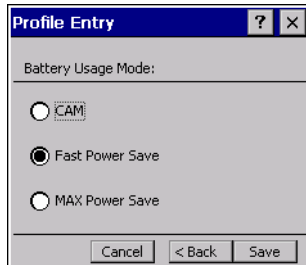 Profile Entry ? ×
Battery Usage Mode:
CAM
Fast Power Save
MAX Power Save
Cancel < Back Save